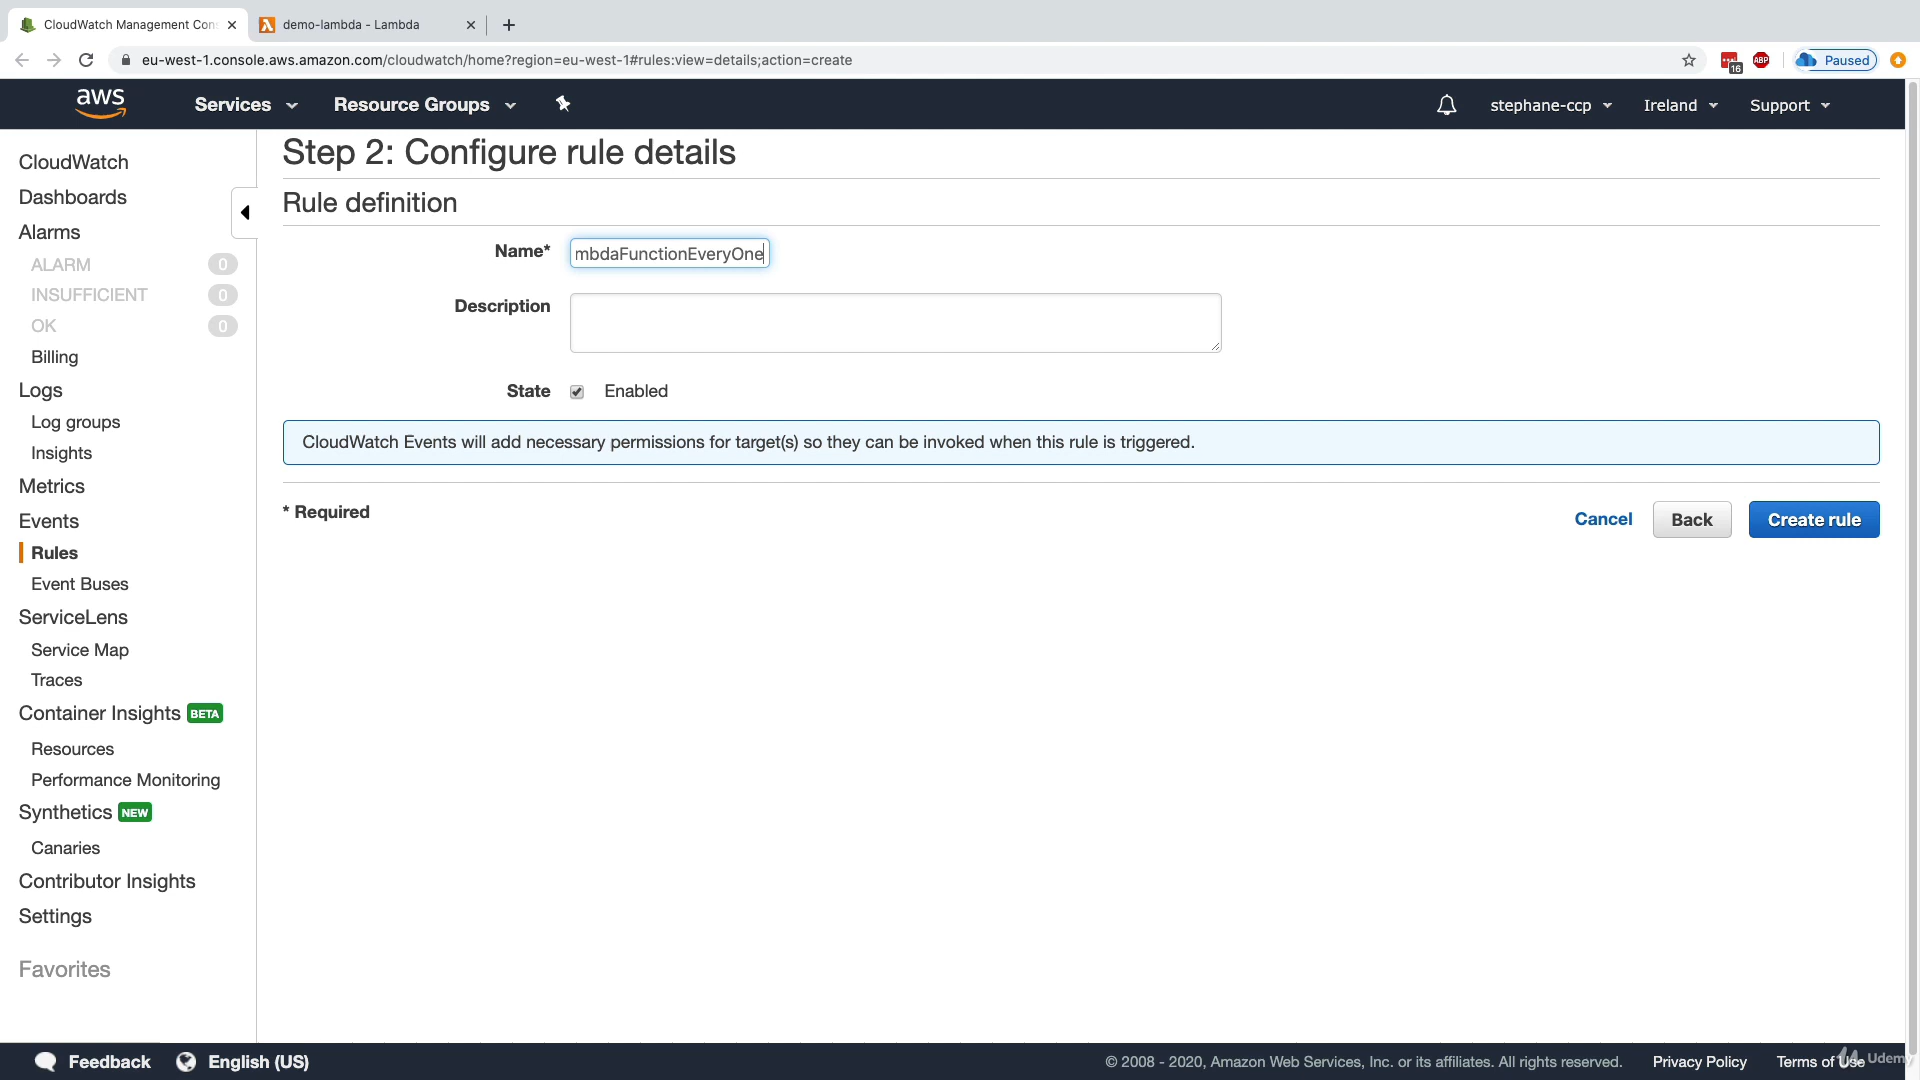 CloudWatch Management Con
demo-lambda - Lambda
eu-west-1.console.aws.amazon.com/cloudwatch/home?region=eu-west-1#rules:view=details;action=create
16
ABP
Paused
aws
Services
Resource Groups
stephane-ccp
Ireland
Support
CloudWatch
Dashboards
Alarms
ALARM 0
INSUFFICIENT 0
OK 0
Billing
Logs
Log groups
Insights
Metrics
Events
Rules
Event Buses
ServiceLens
Service Map
Traces
Container Insights BETA
Resources
Performance Monitoring
Synthetics NEW
Canaries
Contributor Insights
Settings
Favorites
Step 2: Configure rule details
Rule definition
Name* mbdaFunctionEveryOne
Description
State Enabled
CloudWatch Events will add necessary permissions for target(s) so they can be invoked when this rule is triggered.
* Required
Cancel
Back
Create rule
Feedback
English (US)
© 2008 - 2020, Amazon Web Services, Inc. or its affiliates. All rights reserved.
Privacy Policy
Terms of Use
Udemy